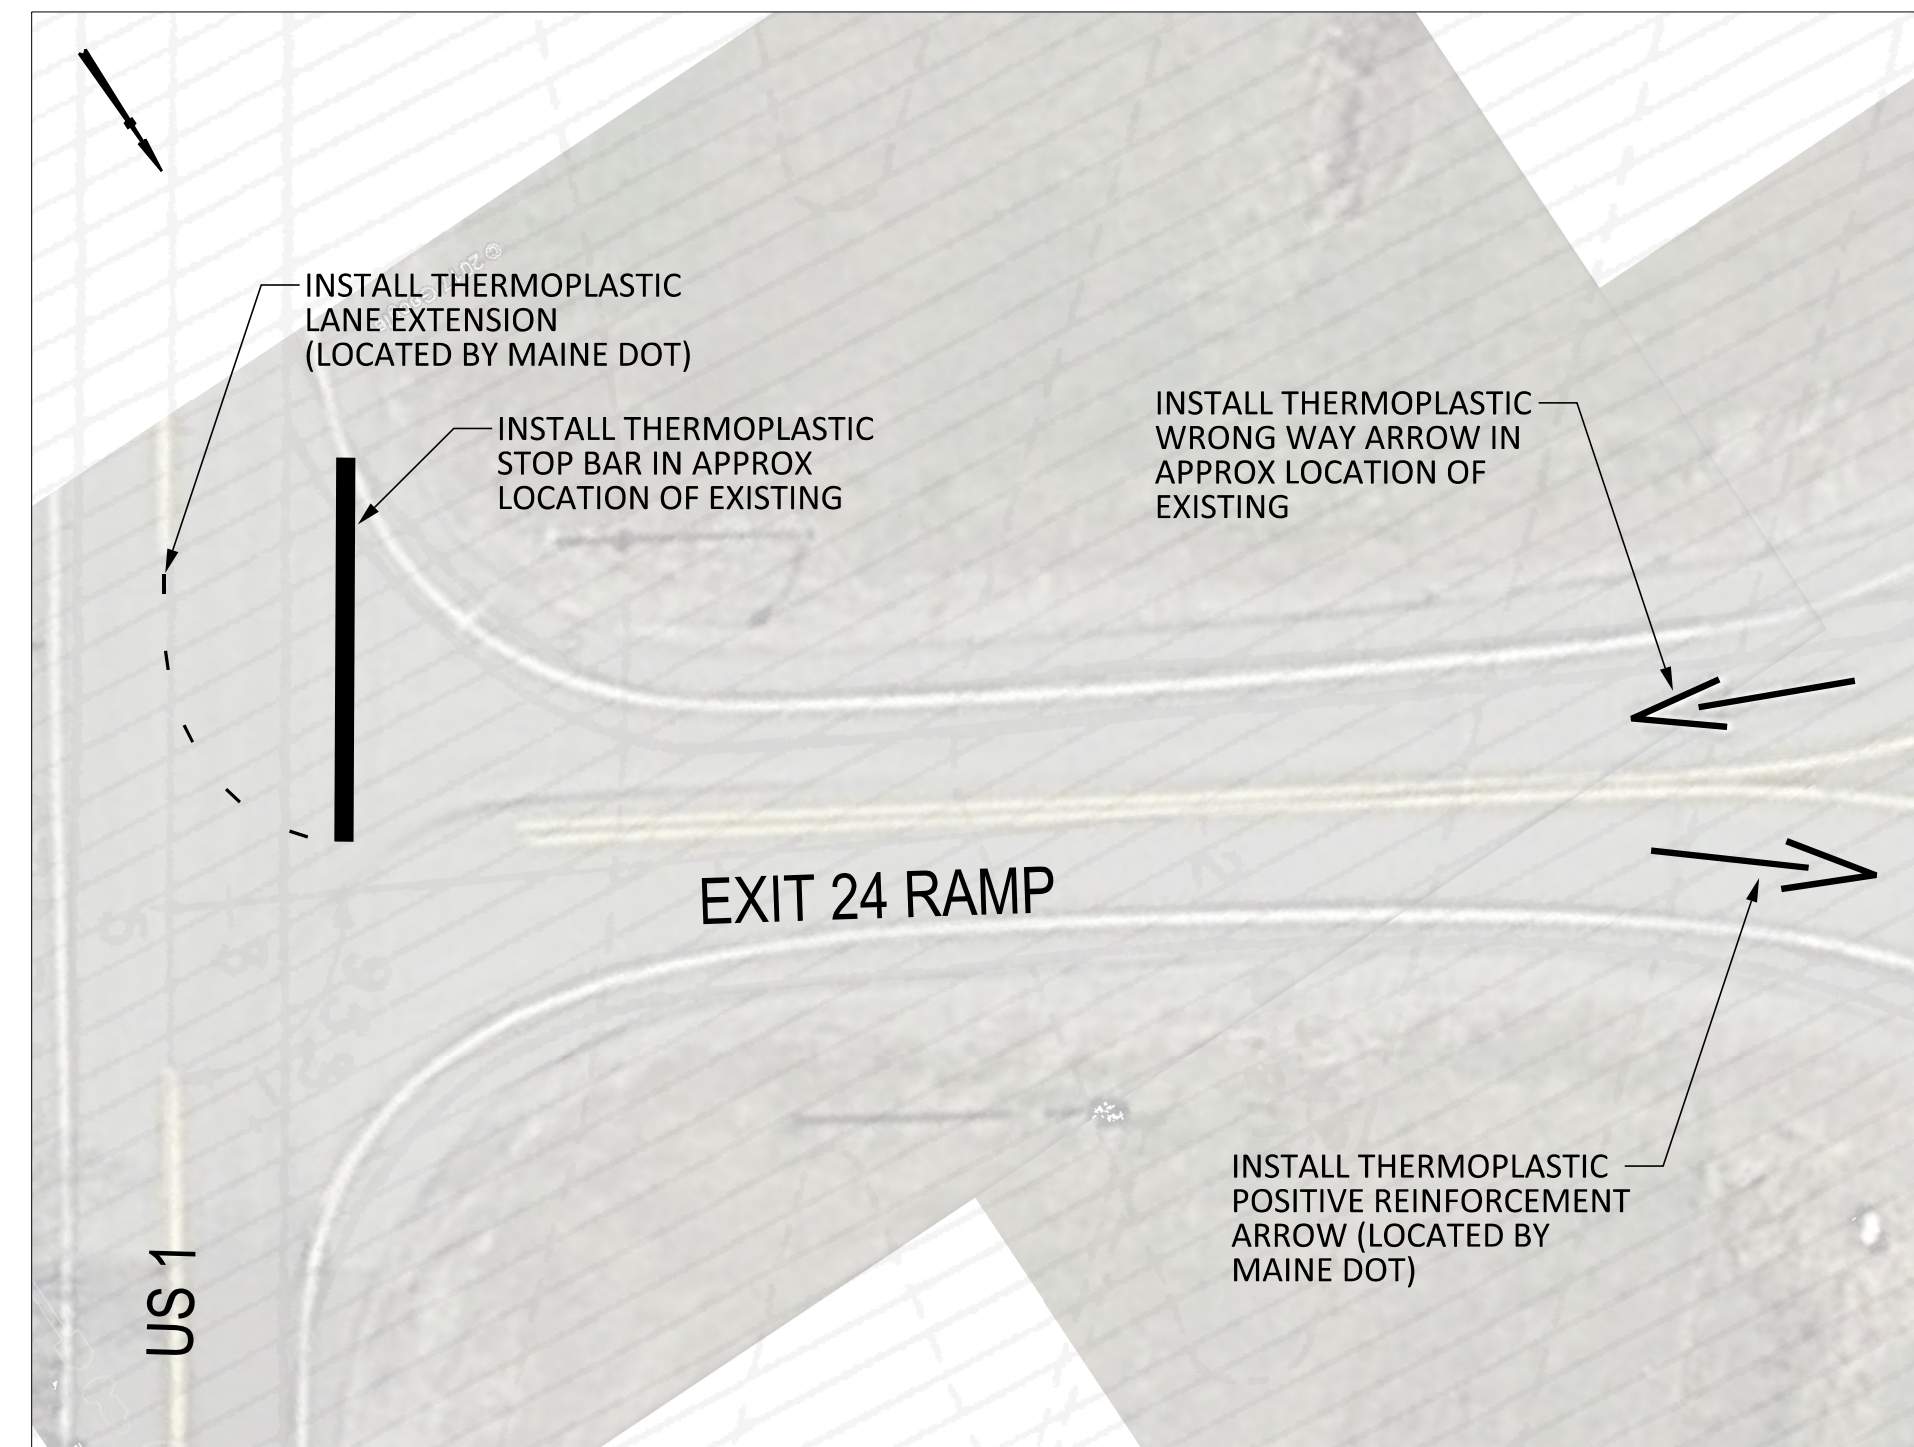 INSTALL THERMOPLASTIC
LANE EXTENSION
(LOCATED BY MAINE DOT)
INSTALL THERMOPLASTIC
STOP BAR IN APPROX
LOCATION OF EXISTING
INSTALL THERMOPLASTIC
WRONG WAY ARROW IN
APPROX LOCATION OF
EXISTING
EXIT 24 RAMP
INSTALL THERMOPLASTIC
POSITIVE REINFORCEMENT
ARROW (LOCATED BY
MAINE DOT)
US 1